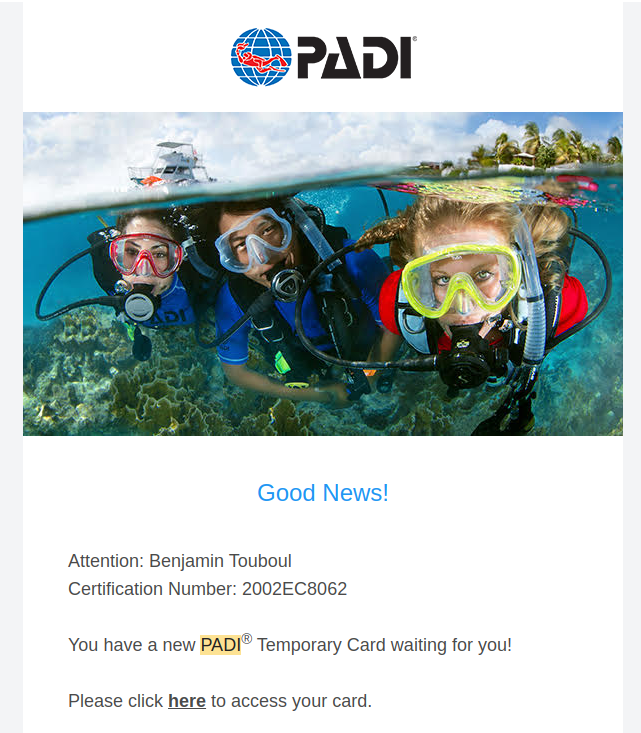 PADI®
PADI
Good News!
Attention: Benjamin Touboul
Certification Number: 2002EC8062
You have a new PADI® Temporary Card waiting for you!
Please click here to access your card.